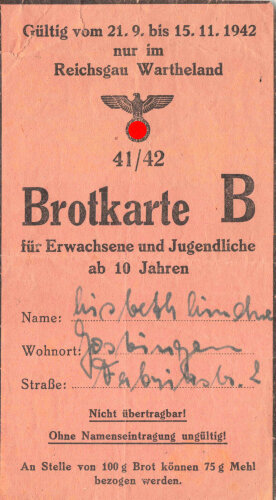 Gültig vom 21. 9. bis 15. 11. 1942
nur im
Reichsgau Wartheland
41/42
Brotkarte B
für Erwachsene und Jugendliche
ab 10 Jahren
Name: Lisbeth
Wohnort:
Straße: Fabrikstr. 2
Nicht übertragbar!
Ohne Namenseintragung ungültig!
An Stelle von 100 g Brot können 75 g Mehl
bezogen werden.